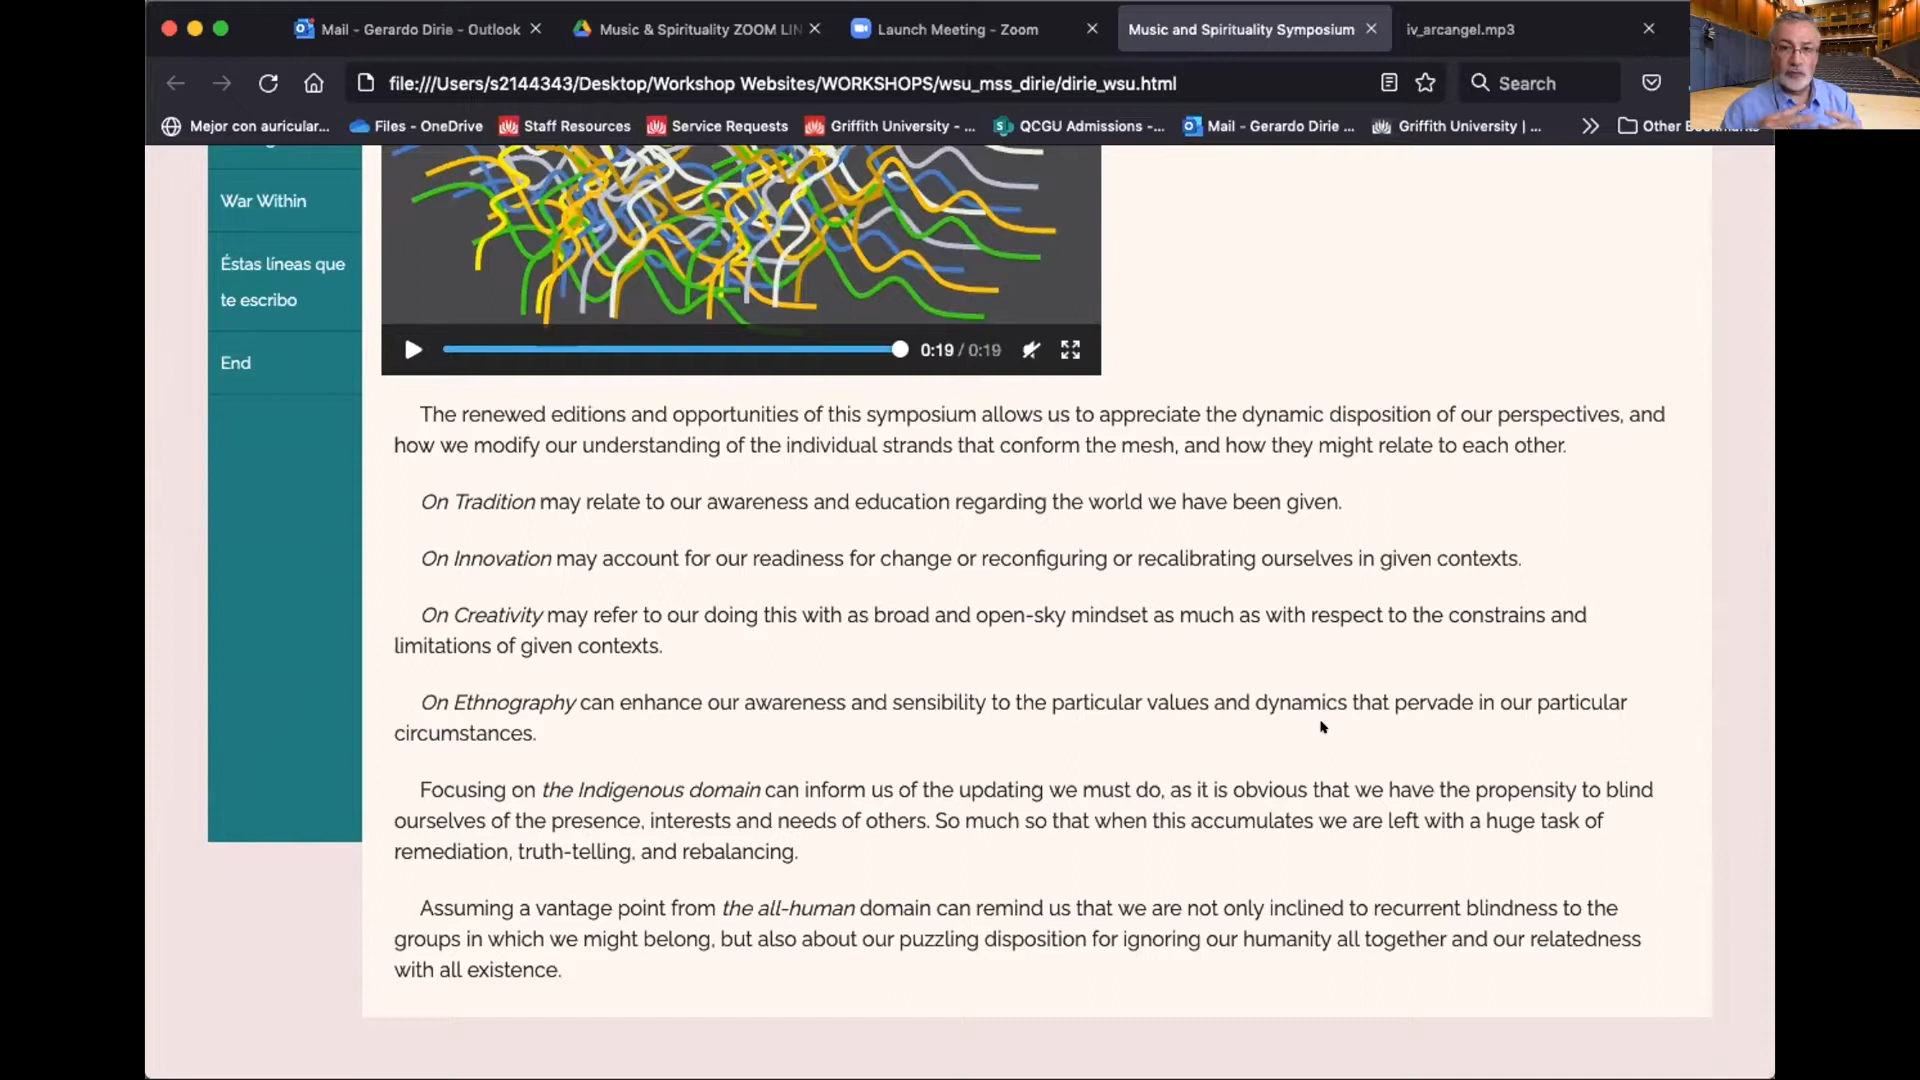 Mail - Gerardo Dirie - Outlook
Music & Spirituality ZOOM LIN
Launch Meeting - Zoom
Music and Spirituality Symposium
iv_arcangel.mp3
file:///Users/s2144343/Desktop/Workshop Websites/WORKSHOPS/wsu_mss_dirie/dirie_wsu.html
Search
Mejor con auricular...
Files - OneDrive
Staff Resources
Service Requests
Griffith University - ...
QCGU Admissions -...
Mail - Gerardo Dirie ...
Griffith University | ...
Other
War Within
Éstas líneas que
te escribo
End
0:19 / 0:19
The renewed editions and opportunities of this symposium allows us to appreciate the dynamic disposition of our perspectives, and
how we modify our understanding of the individual strands that conform the mesh, and how they might relate to each other.
On Tradition may relate to our awareness and education regarding the world we have been given.
On Innovation may account for our readiness for change or reconfiguring or recalibrating ourselves in given contexts.
On Creativity may refer to our doing this with as broad and open-sky mindset as much as with respect to the constrains and
limitations of given contexts.
On Ethnography can enhance our awareness and sensibility to the particular values and dynamics that pervade in our particular
circumstances.
Focusing on the Indigenous domain can inform us of the updating we must do, as it is obvious that we have the propensity to blind
ourselves of the presence, interests and needs of others. So much so that when this accumulates we are left with a huge task of
remediation, truth-telling, and rebalancing.
Assuming a vantage point from the all-human domain can remind us that we are not only inclined to recurrent blindness to the
groups in which we might belong, but also about our puzzling disposition for ignoring our humanity all together and our relatedness
with all existence.